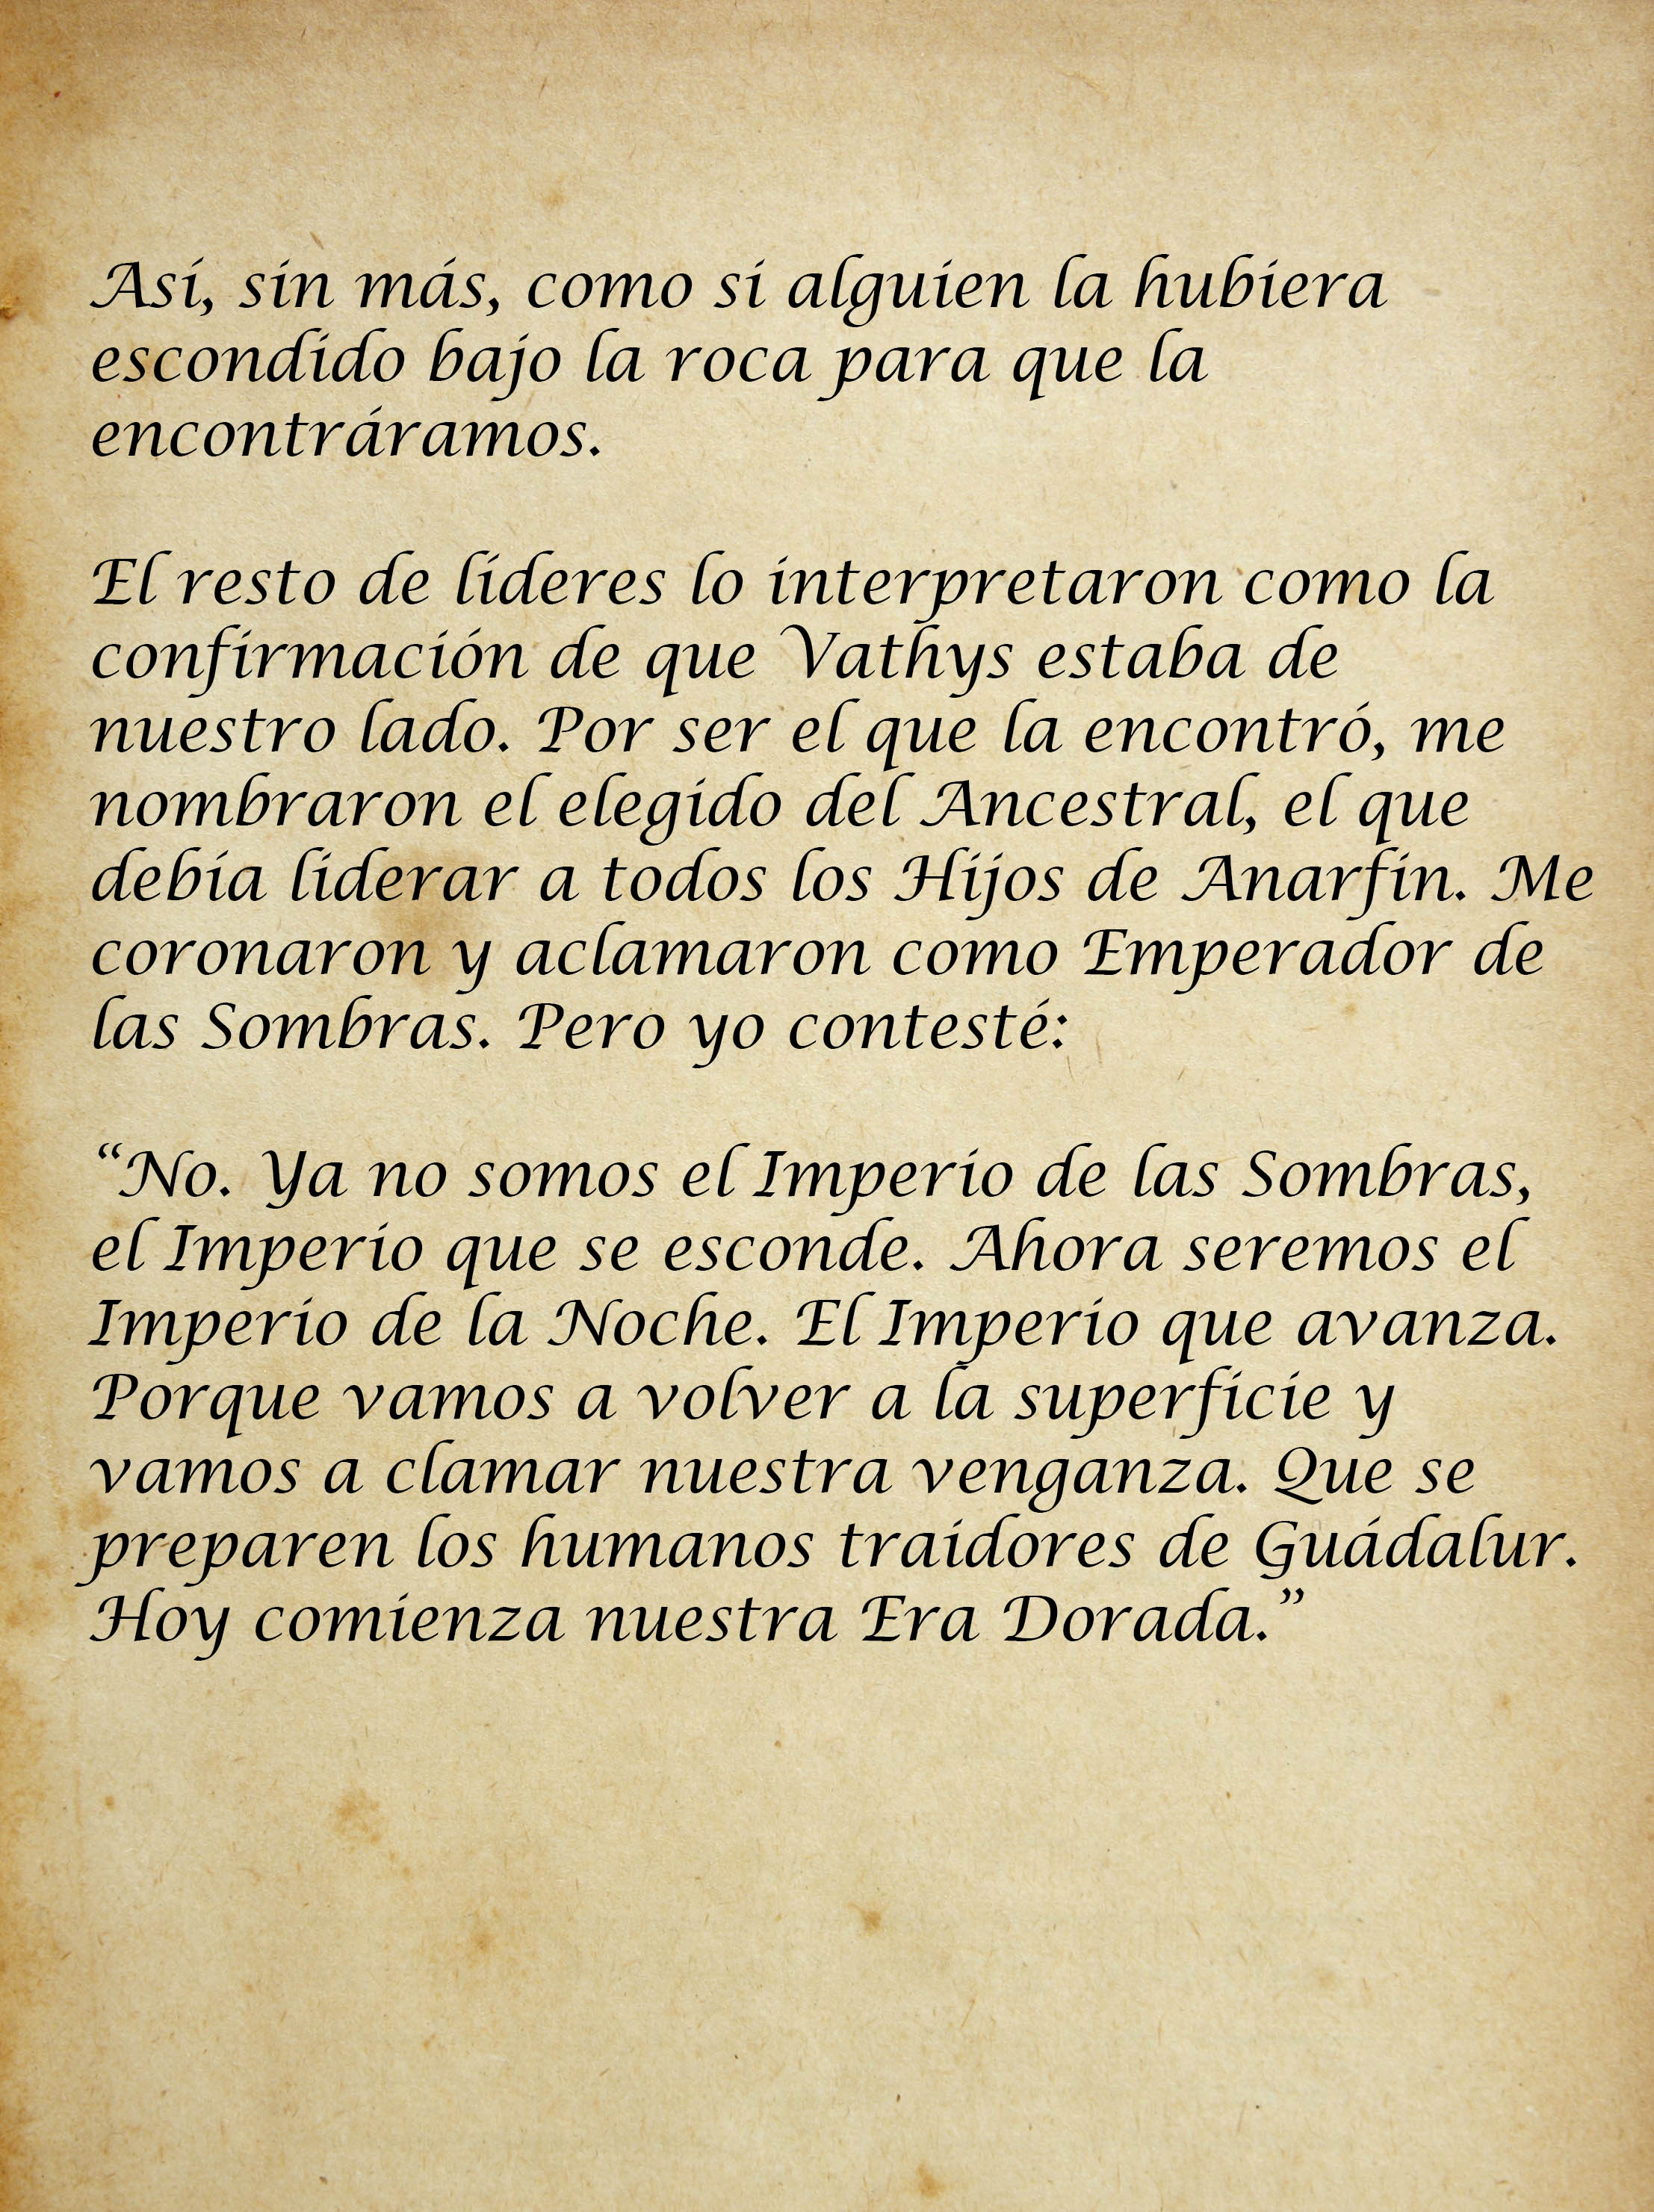 Así, sin más, como si alguien la hubiera
escondido bajo la roca para que la
encontráramos.
El resto de líderes lo interpretaron como la
confirmación de que Vathys estaba de
nuestro lado. Por ser el que la encontró, me
nombraron el elegido del Ancestral, el que
debía liderar a todos los Hijos de Anarfin. Me
coronaron y aclamaron como Emperador de
las Sombras. Pero yo contesté:
“No. Ya no somos el Imperio de las Sombras,
el Imperio que se esconde. Ahora seremos el
Imperio de la Noche. El Imperio que avanza.
Porque vamos a volver a la superficie y
vamos a clamar nuestra venganza. Que se
preparen los humanos traidores de Guádalur.
Hoy comienza nuestra Era Dorada.”